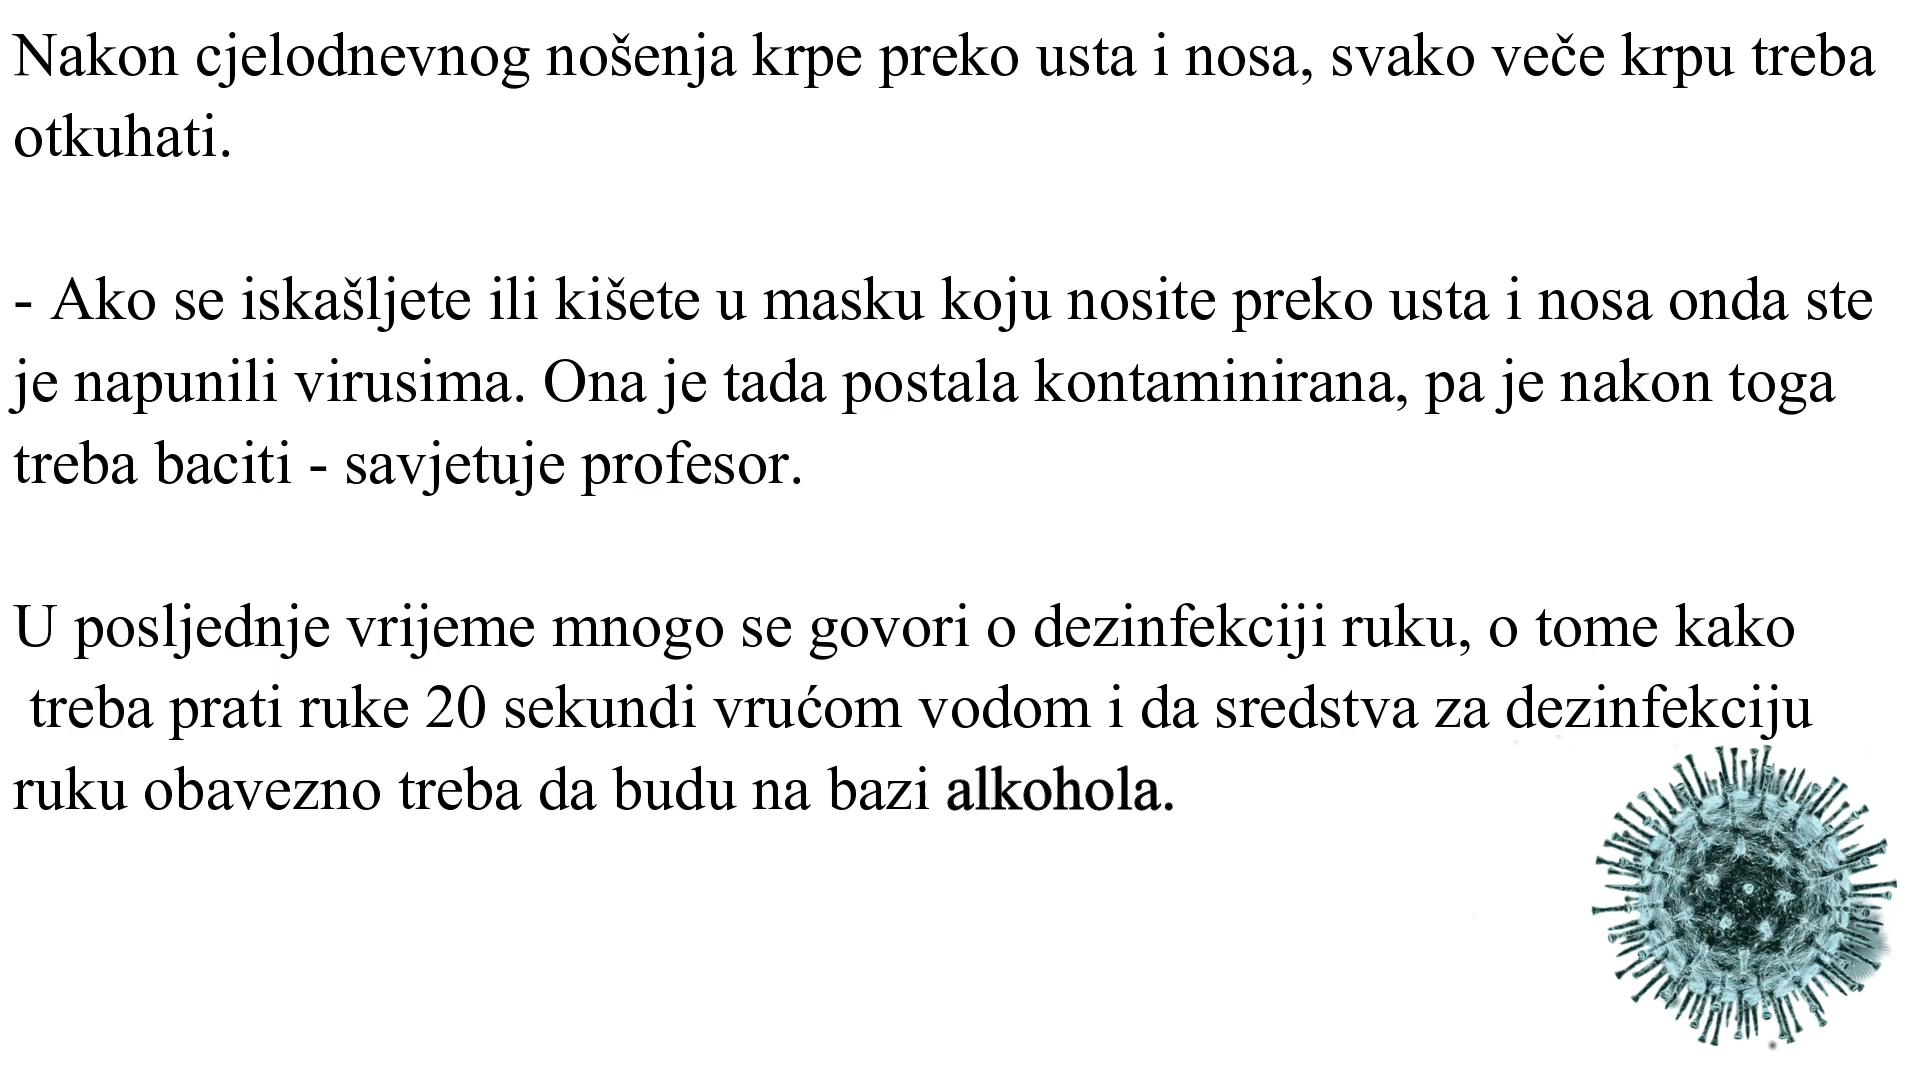 Nakon cjelodnevnog nošenja krpe preko usta i nosa, svako veče krpu treba
otkuhati.
- Ako se iskašljete ili kišete u masku koju nosite preko usta i nosa onda ste
je napunili virusima. Ona je tada postala kontaminirana, pa je nakon toga
treba baciti - savjetuje profesor.
U posljednje vrijeme mnogo se govori o dezinfekciji ruku, o tome kako
treba prati ruke 20 sekundi vrućom vodom i da sredstva za dezinfekciju
ruku obavezno treba da budu na bazi alkohola.